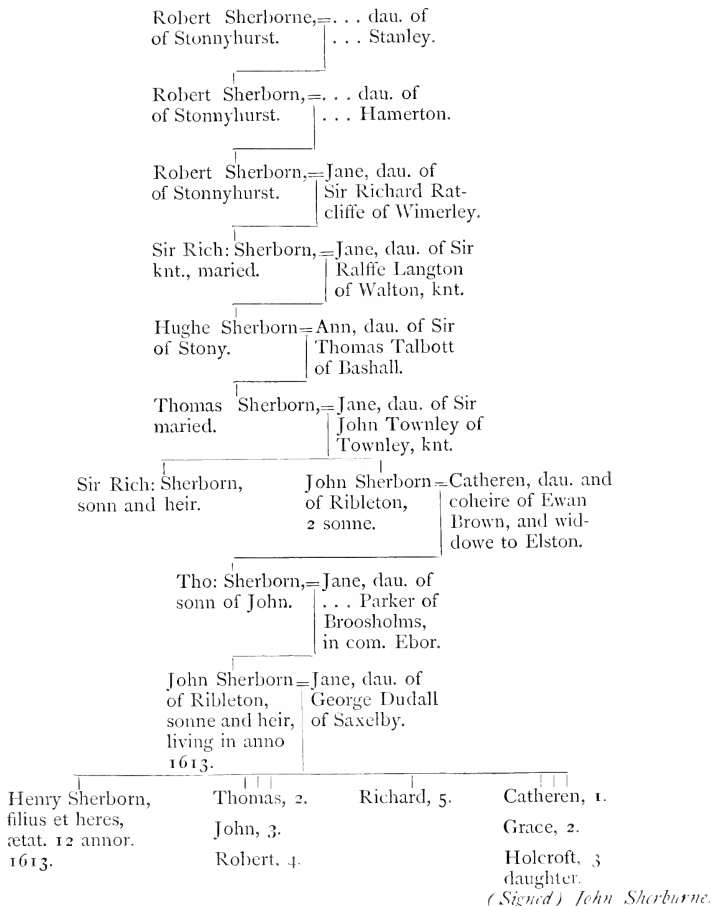 Robert Sherborne,=. . . dau. of
of Stonnyhurst. . . . Stanley.
Robert Sherborn,=. . . dau. of
of Stonnyhurst. . . . Hamerton.
Robert Sherborn,=Jane, dau. of
of Stonnyhurst. Sir Richard Rat-
cliffe of Wimerley.
Sir Rich: Sherborn,=Jane, dau. of Sir
knt., maried. Ralffe Langton
of Walton, knt.
Hughe Sherborn=Ann, dau. of Sir
of Stony. Thomas Talbott
of Bashall.
Thomas Sherborn,=Jane, dau. of Sir
maried. John Townley of
Townley, knt.
Sir Rich: Sherborn, John Sherborn=Catheren, dau. and
sonn and heir. of Ribleton, coheire of Ewan
2 sonne. Brown, and wid-
dowe to Elston.
Tho: Sherborn,=Jane, dau. of
sonn of John. . . . Parker of
Broosholms,
in com. Ebor.
John Sherborn=Jane, dau. of
of Ribleton, George Dudall
sonne and heir, of Saxelby.
living in anno
1613.
Henry Sherborn, Thomas, 2. Richard, 5. Catheren, 1.
filius et heres, John, 3. Grace, 2.
ætat. 12 annor.
1613. Robert, 4. Holcroft, 3
daughter.
(Signed) John Sherburne.